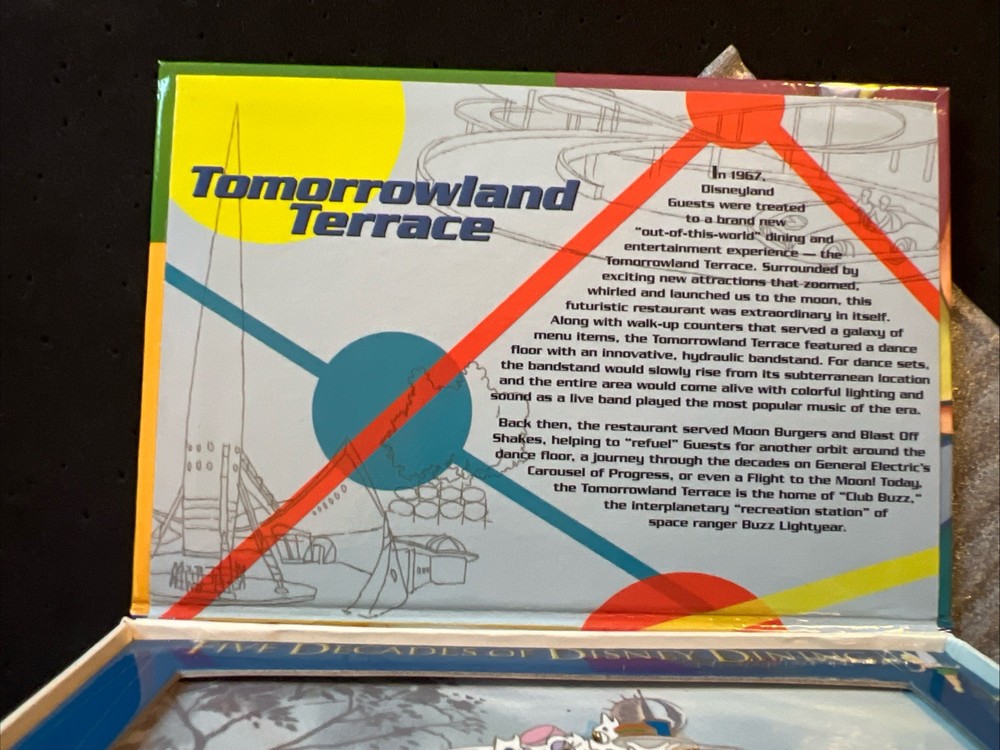 Tomorrowland
Terrace
In 1967,
Disneyland
Guests were treated
to a brand new
"out-of-this-world" dining and
entertainment experience — the
Tomorrowland Terrace. Surrounded by
exciting new attractions that zoomed,
whirled and launched us to the moon, this
futuristic restaurant was extraordinary in itself.
Along with walk-up counters that served a galaxy of
menu items, the Tomorrowland Terrace featured a dance
floor with an innovative, hydraulic bandstand. For dance sets,
the bandstand would slowly rise from its subterranean location
and the entire area would come alive with colorful lighting and
sound as a live band played the most popular music of the era.
Back then, the restaurant served Moon Burgers and Blast Off
Shakes, helping to "refuel" Guests for another orbit around the
dance floor, a journey through the decades on General Electric's
Carousel of Progress, or even a Flight to the Moon! Today,
the Tomorrowland Terrace is the home of "Club Buzz,"
the interplanetary "recreation station" of
space ranger Buzz Lightyear.
FIVE DECADES OF DISNEY DINING